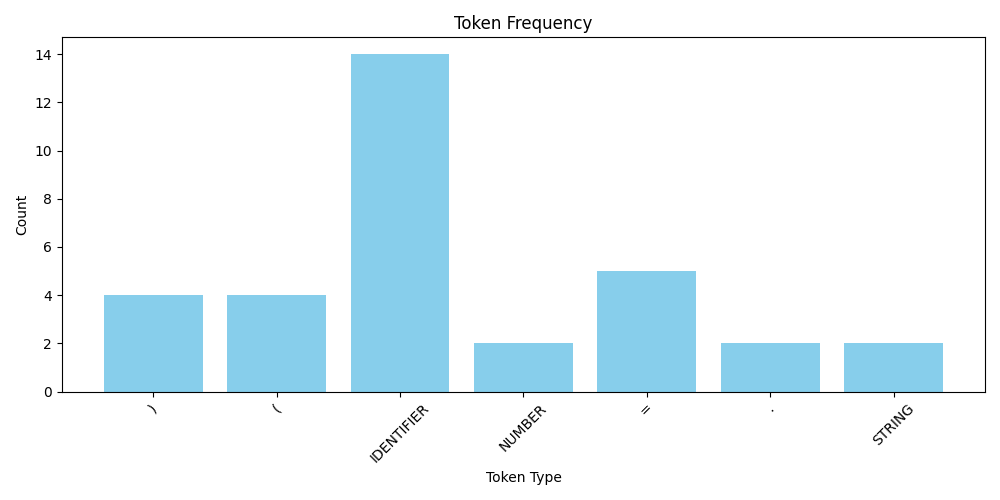 Token Frequency
Count
14
12
10
8
6
4
2
0
)
(
IDENTIFIER
NUMBER
=
.
STRING
Token Type